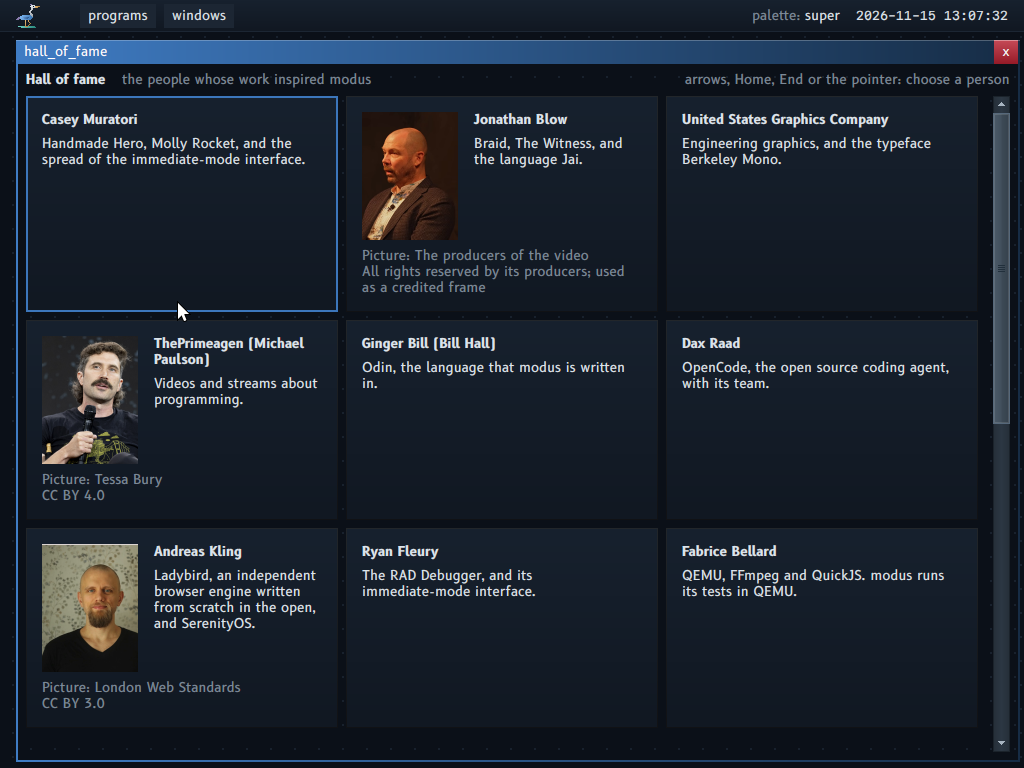 programs windows palette: super 2026-11-15 13:07:32
hall_of_fame x
Hall of fame the people whose work inspired modus arrows, Home, End or the pointer: choose a person
Casey Muratori
Handmade Hero, Molly Rocket, and the
spread of the immediate-mode interface.
Jonathan Blow
Braid, The Witness, and
the language Jai.
Picture: The producers of the video
All rights reserved by its producers; used
as a credited frame
United States Graphics Company
Engineering graphics, and the typeface
Berkeley Mono.
ThePrimeagen (Michael
Paulson)
Videos and streams about
programming.
Picture: Tessa Bury
CC BY 4.0
Ginger Bill (Bill Hall)
Odin, the language that modus is written
in.
Dax Raad
OpenCode, the open source coding agent,
with its team.
Andreas Kling
Ladybird, an independent
browser engine written
from scratch in the open,
and SerenityOS.
Picture: London Web Standards
CC BY 3.0
Ryan Fleury
The RAD Debugger, and its
immediate-mode interface.
Fabrice Bellard
QEMU, FFmpeg and QuickJS. modus runs
its tests in QEMU.